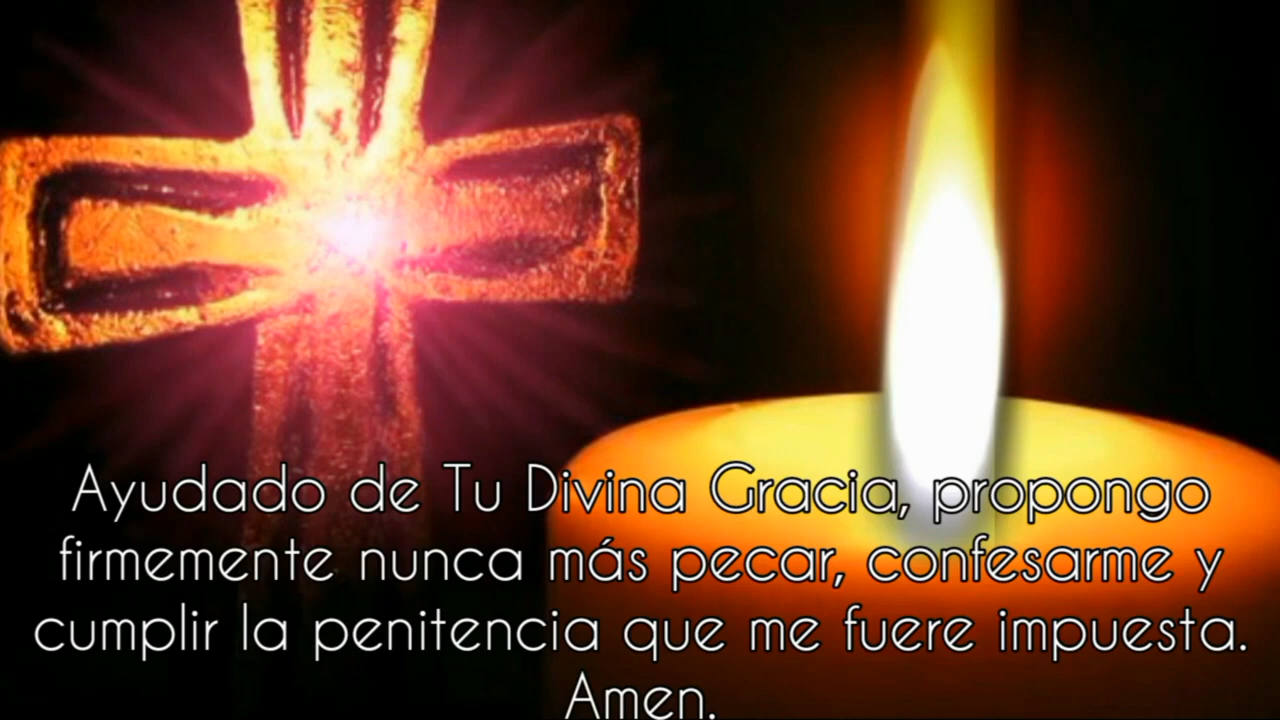 Ayudado de Tu Divina Gracia, propongo
firmemente nunca más pecar, confesarme y
cumplir la penitencia que me fuere impuesta.
Amen.